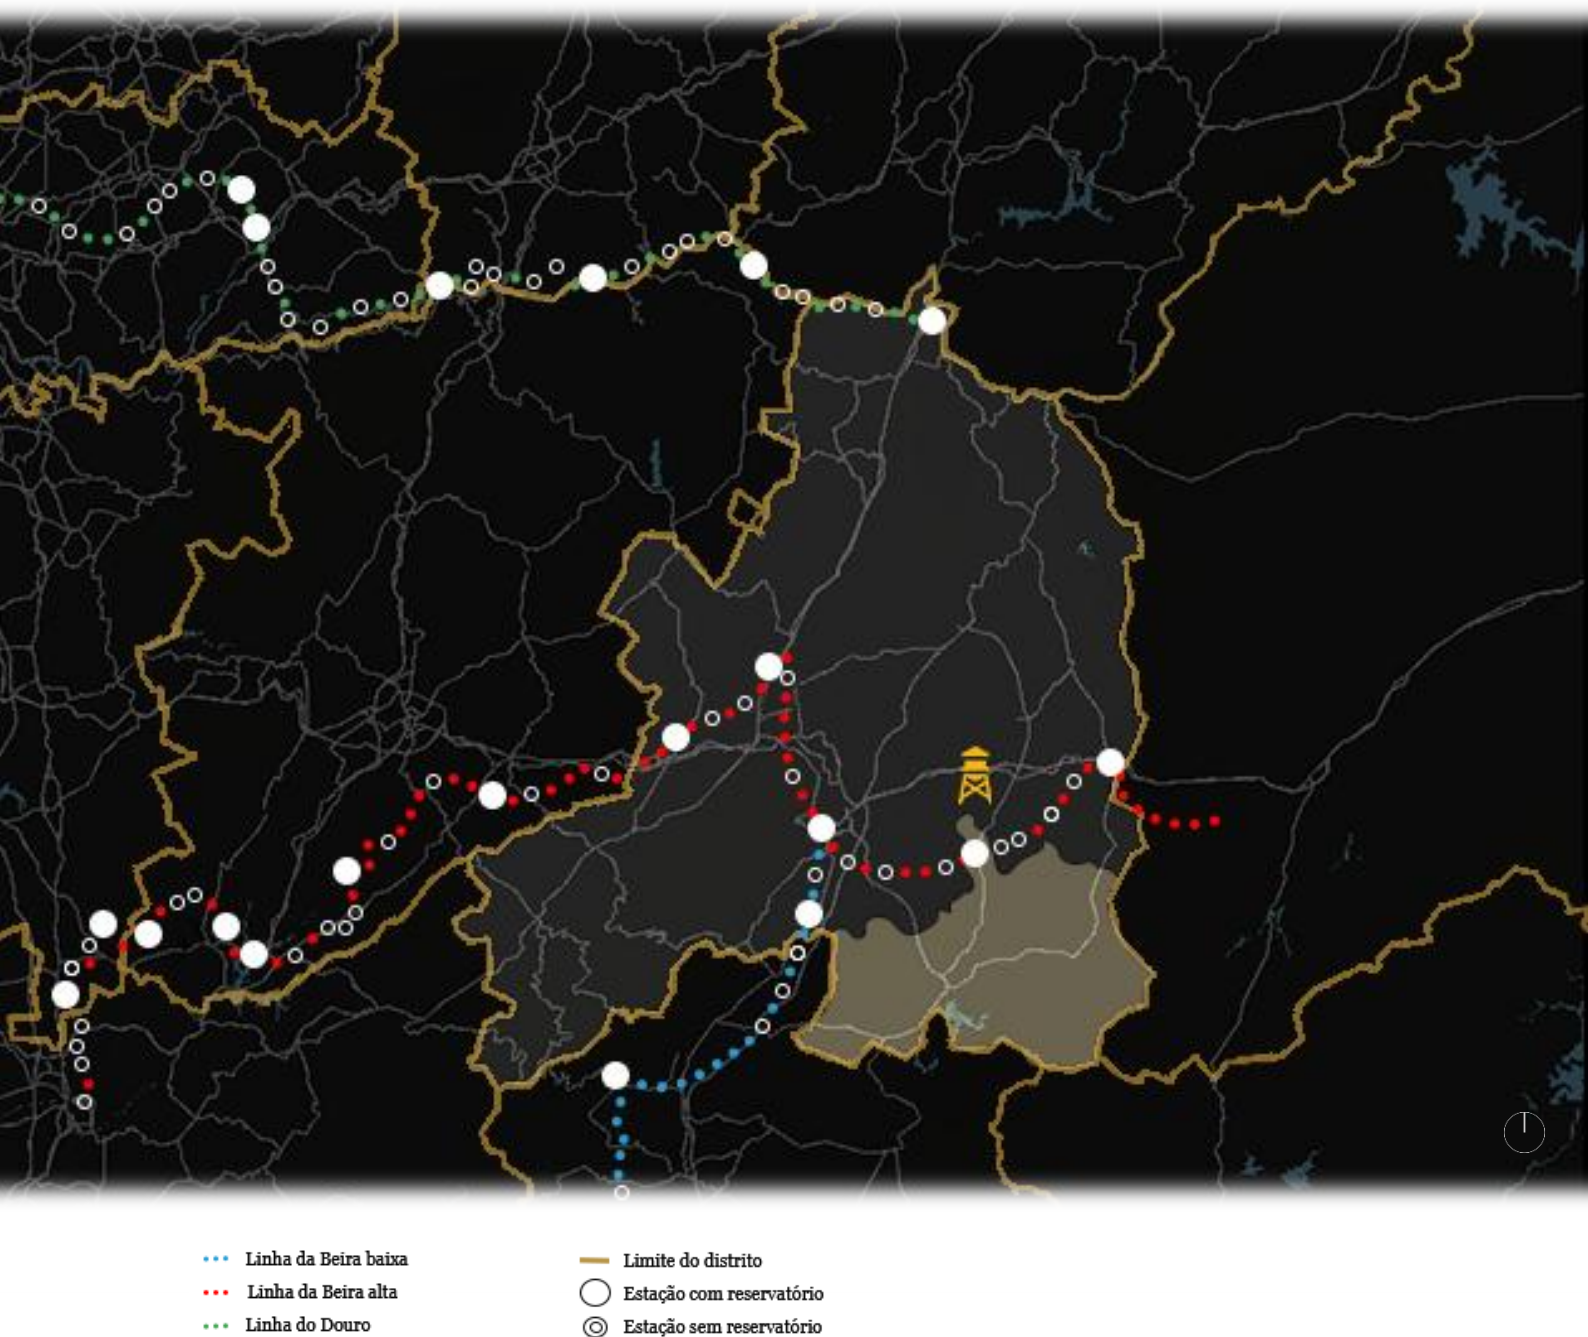 Linha da Beira baixa
Linha da Beira alta
Linha do Douro
Limite do distrito
Estação com reservatório
Estação sem reservatório